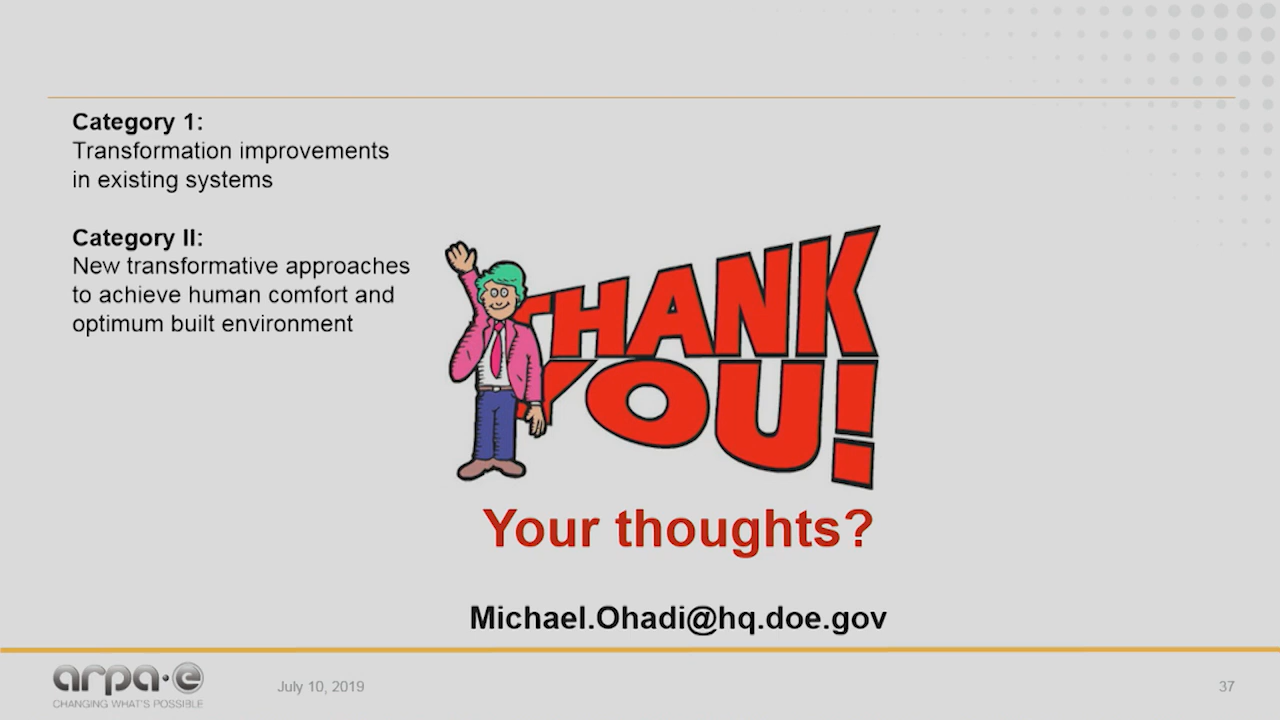 Category 1:
Transformation improvements
in existing systems
Category II:
New transformative approaches
to achieve human comfort and
optimum built environment
THANK
YOU!
Your thoughts?
Michael.Ohadi@hq.doe.gov
arpa·e
CHANGING WHAT'S POSSIBLE
July 10, 2019
37